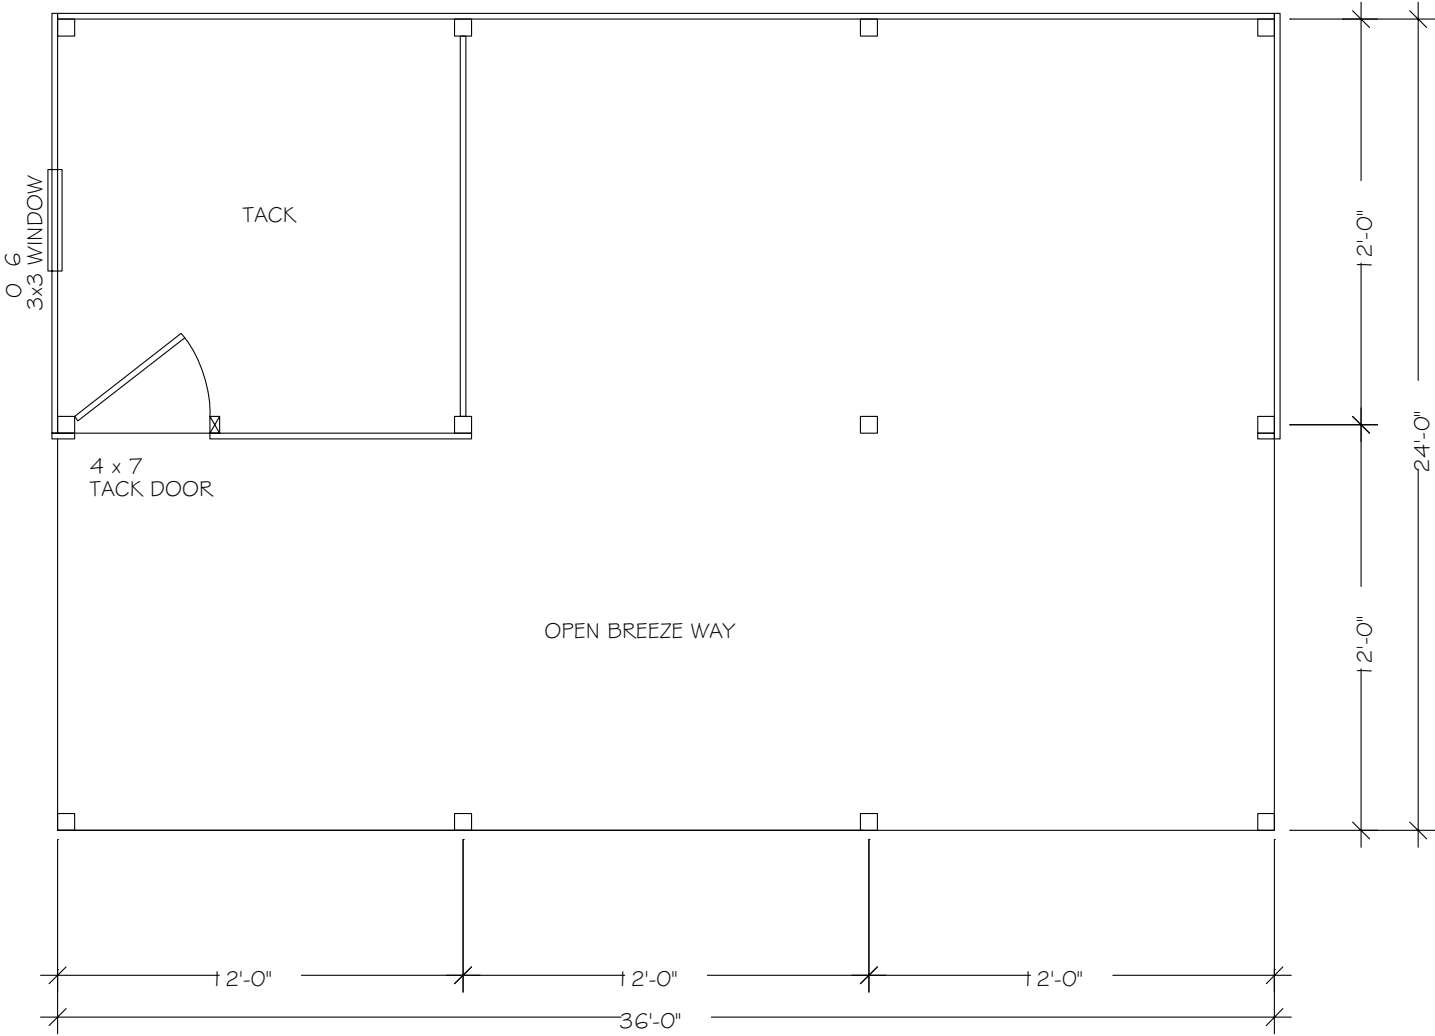 TACK
O 6
3x3 WINDOW
12'-0"
24'-0"
4 x 7
TACK DOOR
OPEN BREEZE WAY
12'-0"
12'-0"
12'-0"
12'-0"
36'-0"